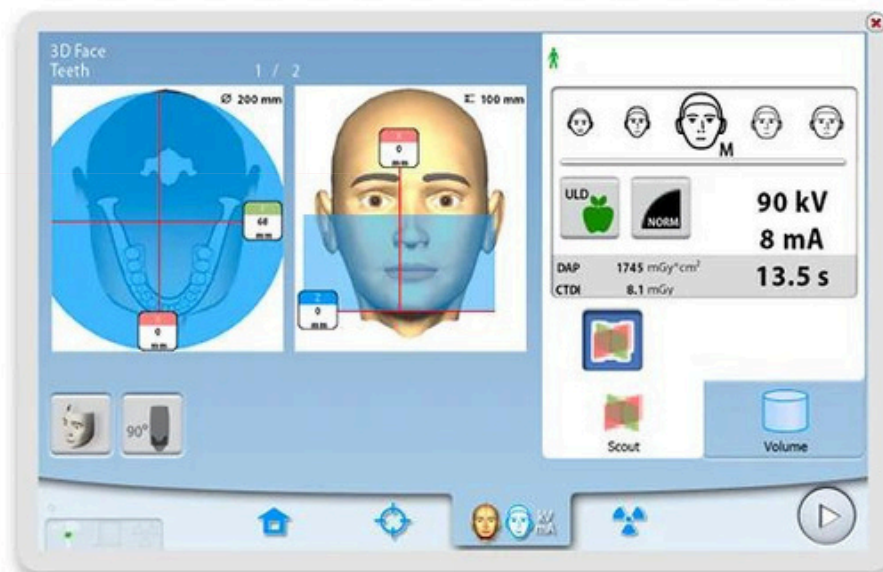 3D Face
Teeth
1 / 2
Ø 200 mm
100 mm
X
0
mm
Y
68
mm
X
0
mm
Z
0
mm
M
ULD
NORM
90 kV
8 mA
13.5 s
DAP 1745 mGy*cm²
CTDI 8.1 mGy
90°
Scout
Volume
kV
mA